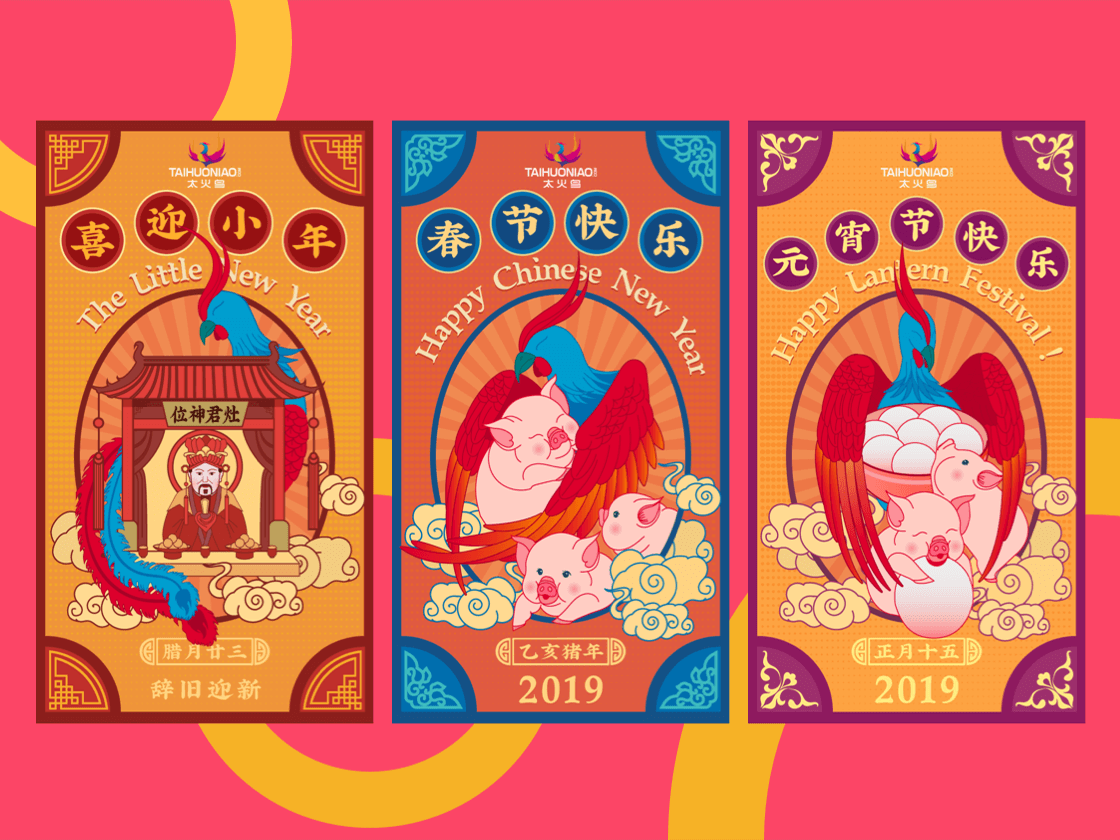 TAIHUONIAO
太火鸟
喜迎小年
The Little New Year
位神君灶
腊月廿三
辞旧迎新
TAIHUONIAO
太火鸟
春节快乐
Happy Chinese New Year
乙亥猪年
2019
TAIHUONIAO
太火鸟
元宵节快乐
Happy Lantern Festival !
正月十五
2019